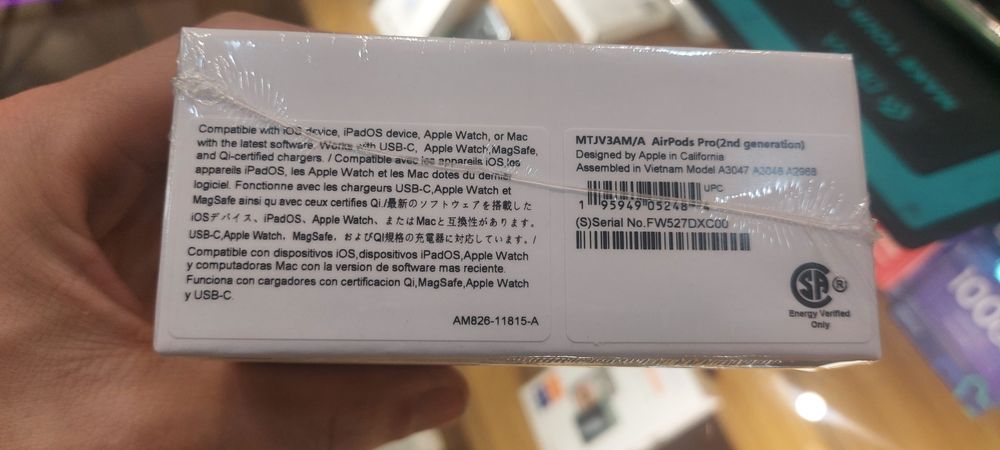 Compatible with iOS device, iPadOS device, Apple Watch, or Mac
with the latest software. Works with USB-C, Apple Watch,MagSafe,
and Qi-certified chargers. / Compatible avec les appareils iOS,les
appareils iPadOS, les Apple Watch et les Mac dotes du dernier
logiciel. Fonctionne avec les chargeurs USB-C,Apple Watch et
MagSafe ainsi qu avec ceux certifies Qi./最新のソフトウェアを搭載した
iOSデバイス、iPadOS、Apple Watch、またはMacと互換性があります。
USB-C,Apple Watch、MagSafe、およびQi規格の充電器に対応しています。/
Compatible con dispositivos iOS,dispositivos iPadOS,Apple Watch
y computadoras Mac con la version de software mas reciente.
Funciona con cargadores con certificacion Qi,MagSafe,Apple Watch
y USB-C.
AM826-11815-A
MTJV3AM/A AirPods Pro(2nd generation)
Designed by Apple in California
Assembled in Vietnam Model A3047 A3048 A2968
UPC
1 95949 05248 4
(S)Serial No.FW527DXC00
SA ®
Energy Verified
Only
100